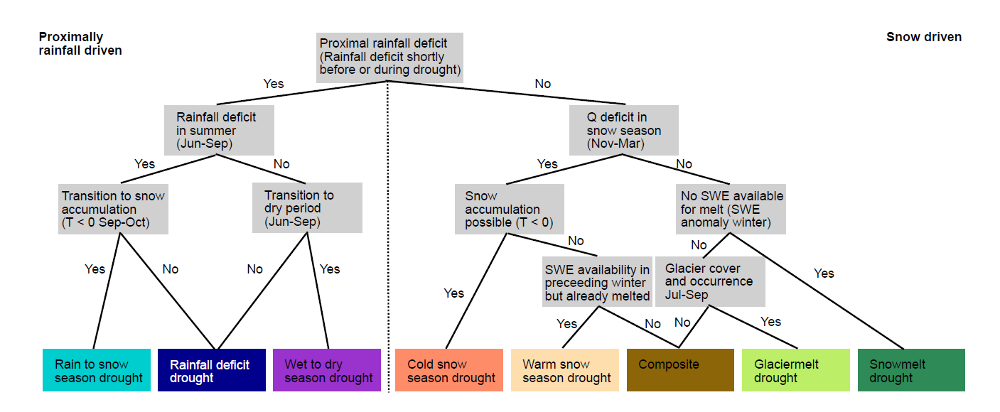 Proximally
rainfall driven
Snow driven
Proximal rainfall deficit
(Rainfall deficit shortly
before or during drought)
Yes
No
Rainfall deficit
in summer
(Jun-Sep)
Q deficit in
snow season
(Nov-Mar)
Yes
No
Yes
No
Transition to snow
accumulation
(T < 0 Sep-Oct)
Transition to
dry period
(Jun-Sep)
Snow
accumulation
possible (T < 0)
No SWE available
for melt (SWE
anomaly winter)
No
No
Yes
No
No
Yes
Yes
SWE availability in
preceeding winter
but already melted
Glacier cover
and occurrence
Jul-Sep
Yes
Yes
No
No
Yes
Rain to snow
season drought
Rainfall deficit
drought
Wet to dry
season drought
Cold snow
season drought
Warm snow
season drought
Composite
Glaciermelt
drought
Snowmelt
drought